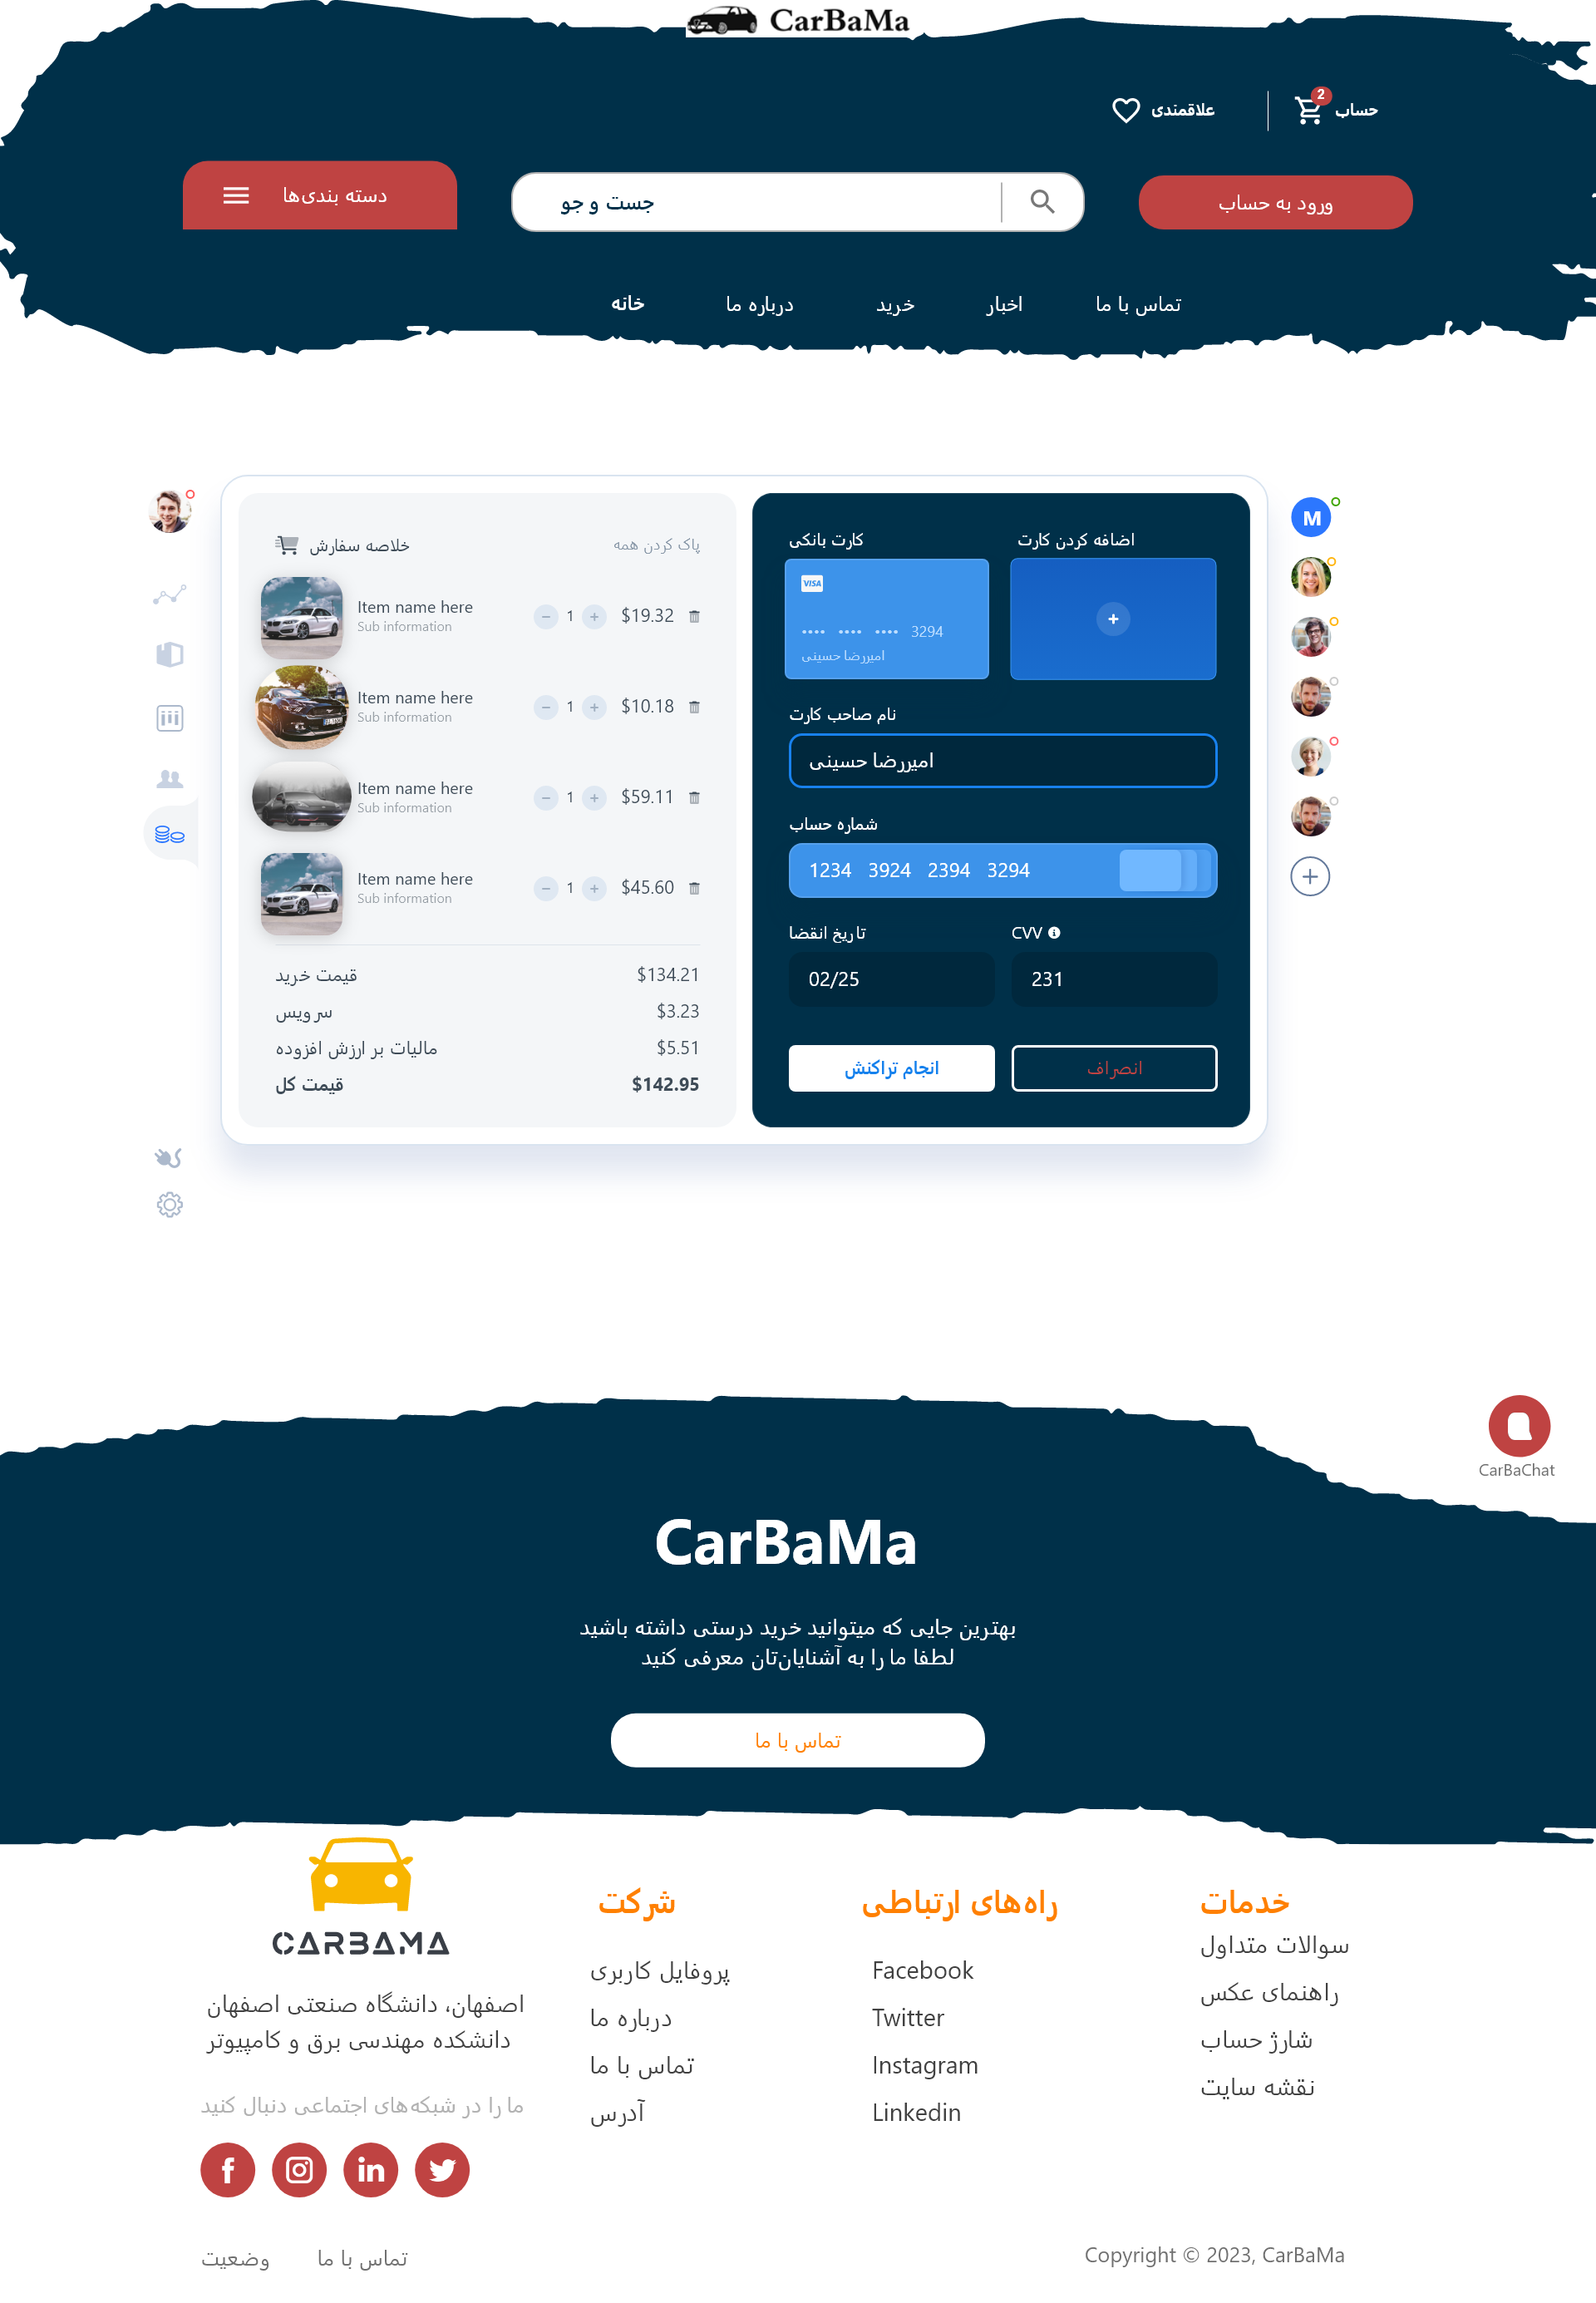 CarBaMa
علاقمندی
2
حساب
دسته بندی‌ها
جست و جو
ورود به حساب
خانه
درباره ما
خرید
اخبار
تماس با ما
خلاصه سفارش
پاک کردن همه
Item name here
Sub information
1
$19.32
Item name here
Sub information
1
$10.18
Item name here
Sub information
1
$59.11
Item name here
Sub information
1
$45.60
قیمت خرید
$134.21
سرویس
$3.23
مالیات بر ارزش افزوده
$5.51
قیمت کل
$142.95
کارت بانکی
اضافه کردن کارت
VISA
•••• •••• •••• 3294
امیررضا حسینی
نام صاحب کارت
امیررضا حسینی
شماره حساب
1234 3924 2394 3294
تاریخ انقضا
CVV
02/25
231
انجام تراکنش
انصراف
M
CarBaChat
CarBaMa
بهترین جایی که میتوانید خرید درستی داشته باشید
لطفا ما را به آشنایان‌تان معرفی کنید
تماس با ما
CARBAMA
اصفهان، دانشگاه صنعتی اصفهان
دانشکده مهندسی برق و کامپیوتر
ما را در شبکه‌های اجتماعی دنبال کنید
شرکت
پروفایل کاربری
درباره ما
تماس با ما
آدرس
راه‌های ارتباطی
Facebook
Twitter
Instagram
Linkedin
خدمات
سوالات متداول
راهنمای عکس
شارژ حساب
نقشه سایت
وضعیت
تماس با ما
Copyright © 2023, CarBaMa